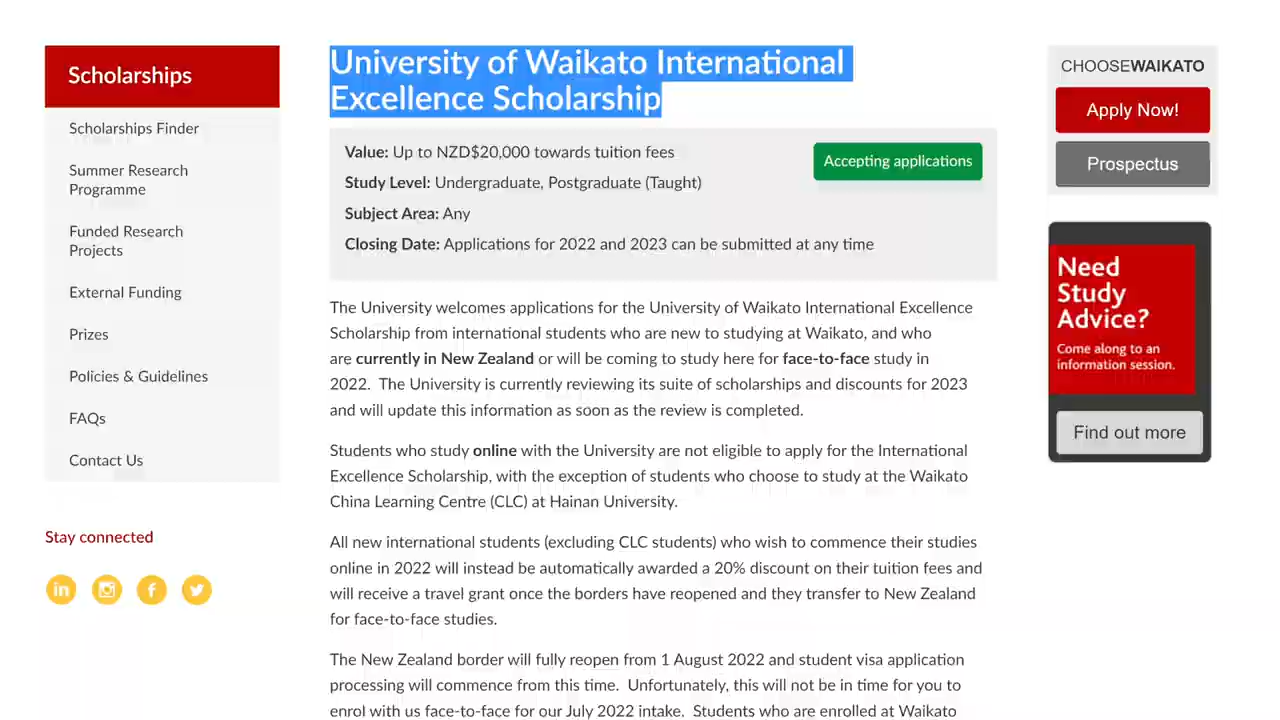 Scholarships
Scholarships Finder
Summer Research
Programme
Funded Research
Projects
External Funding
Prizes
Policies & Guidelines
FAQs
Contact Us
Stay connected
University of Waikato International
Excellence Scholarship
Value: Up to NZD$20,000 towards tuition fees
Accepting applications
Study Level: Undergraduate, Postgraduate (Taught)
Subject Area: Any
Closing Date: Applications for 2022 and 2023 can be submitted at any time
The University welcomes applications for the University of Waikato International Excellence
Scholarship from international students who are new to studying at Waikato, and who
are currently in New Zealand or will be coming to study here for face-to-face study in
2022.  The University is currently reviewing its suite of scholarships and discounts for 2023
and will update this information as soon as the review is completed.
Students who study online with the University are not eligible to apply for the International
Excellence Scholarship, with the exception of students who choose to study at the Waikato
China Learning Centre (CLC) at Hainan University.
All new international students (excluding CLC students) who wish to commence their studies
online in 2022 will instead be automatically awarded a 20% discount on their tuition fees and
will receive a travel grant once the borders have reopened and they transfer to New Zealand
for face-to-face studies.
The New Zealand border will fully reopen from 1 August 2022 and student visa application
processing will commence from this time.  Unfortunately, this will not be in time for you to
enrol with us face-to-face for our July 2022 intake.  Students who are enrolled at Waikato
CHOOSEWAIKATO
Apply Now!
Prospectus
Need
Study
Advice?
Come along to an
information session.
Find out more